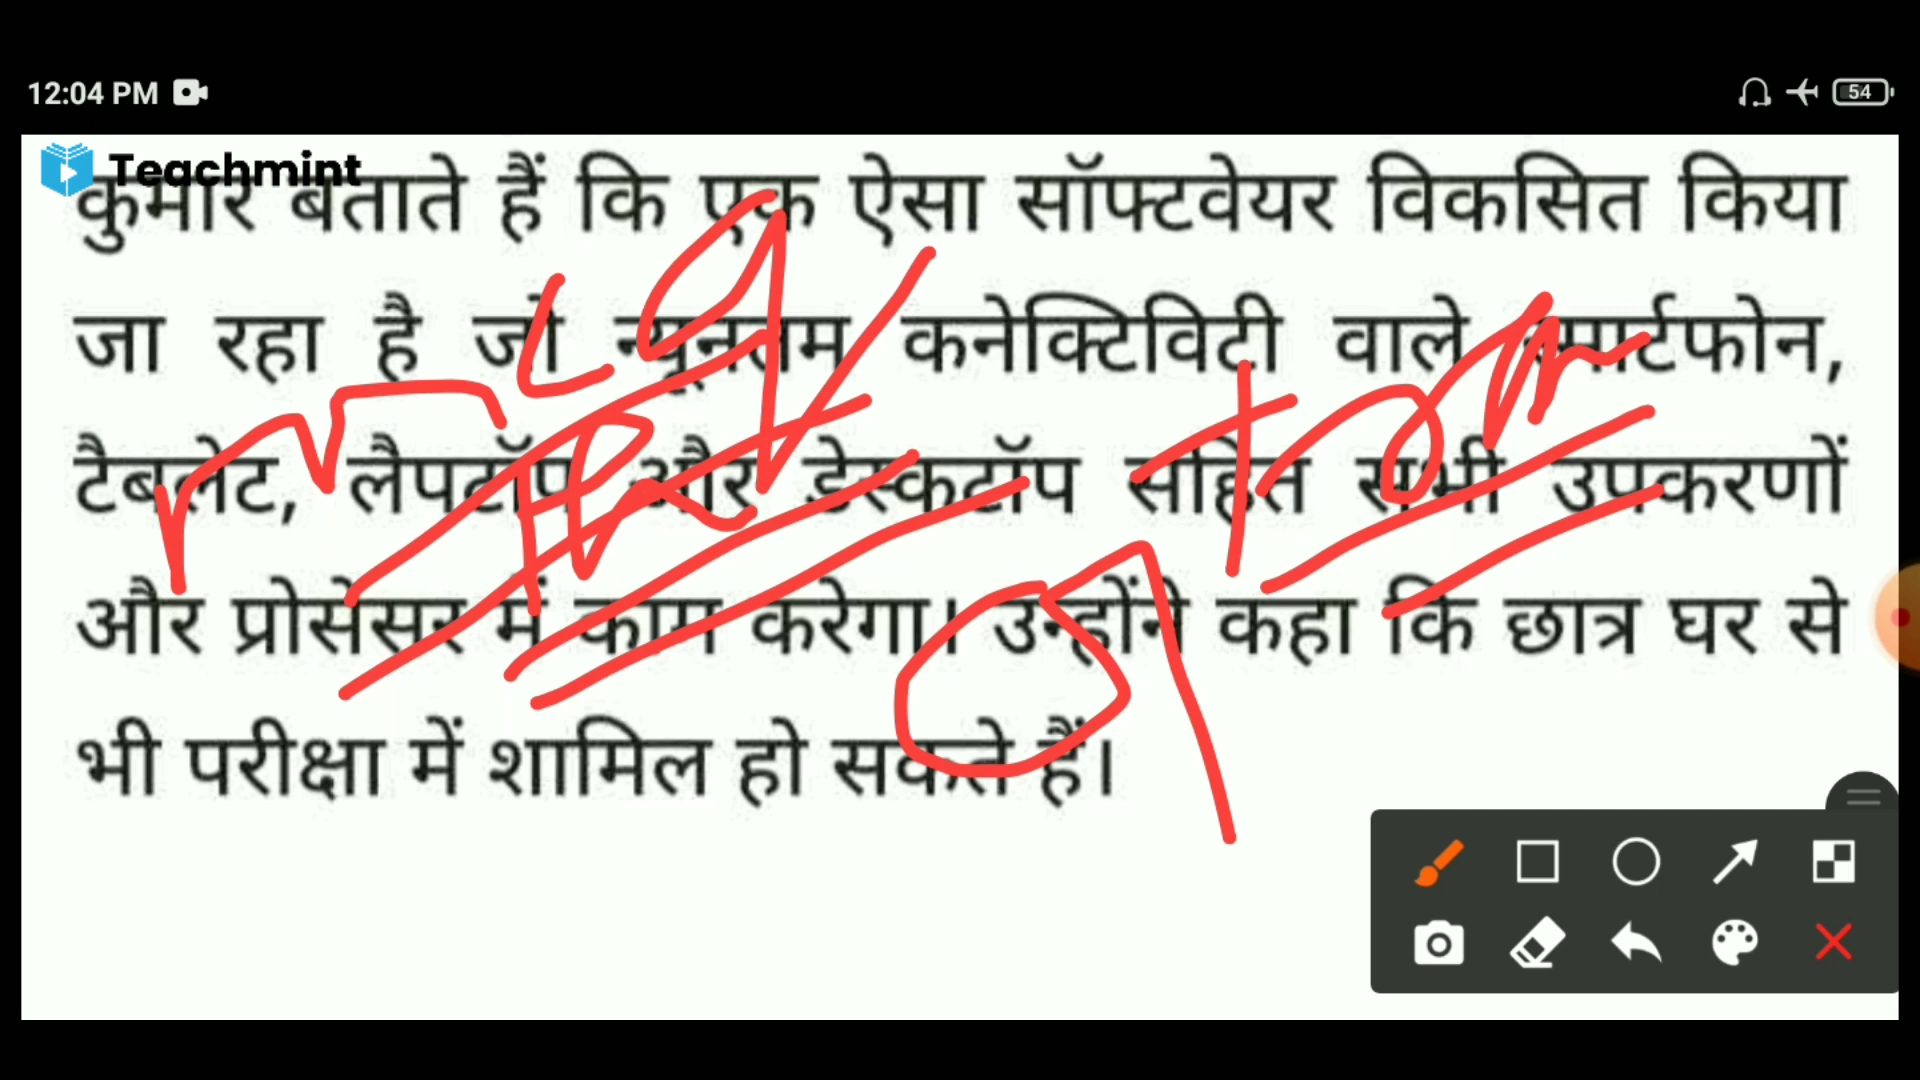 12:04 PM
54
Teachmint
कुमार बताते हैं कि एक ऐसा सॉफ्टवेयर विकसित किया
जा रहा है जो न्यूनतम कनेक्टिविटी वाले स्मार्टफोन,
टैबलेट, लैपटॉप और डेस्कटॉप सहित सभी उपकरणों
और प्रोसेसर में काम करेगा। उन्होंने कहा कि छात्र घर से
भी परीक्षा में शामिल हो सकते हैं।